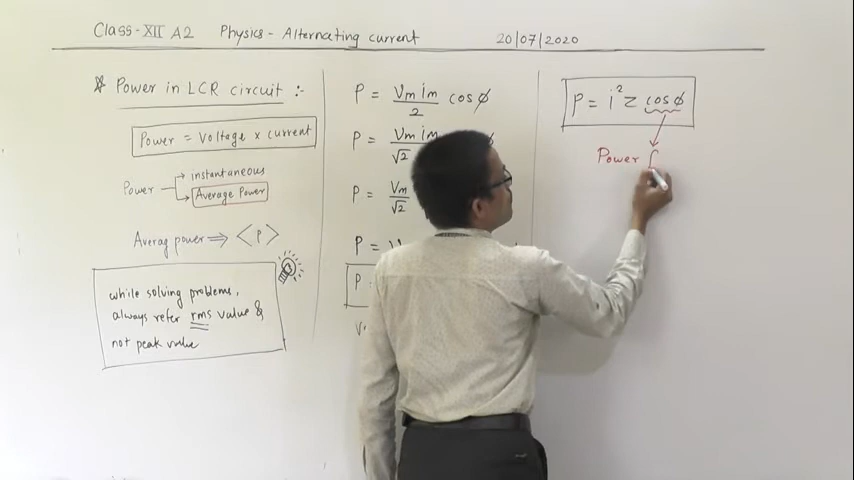 Class-XII A2 Physics - Alternating current 20/07/2020
* Power in LCR circuit :-
Power = Voltage x current
Power → instantaneous
→ Average Power
Averag power ⇒ <P>
while solving problems,
always refer rms value &
not peak value
P = Vm im / 2 cos φ
P = Vm im / √2
P = Vm / √2
P =
P
P = i² Z cos φ
Power f